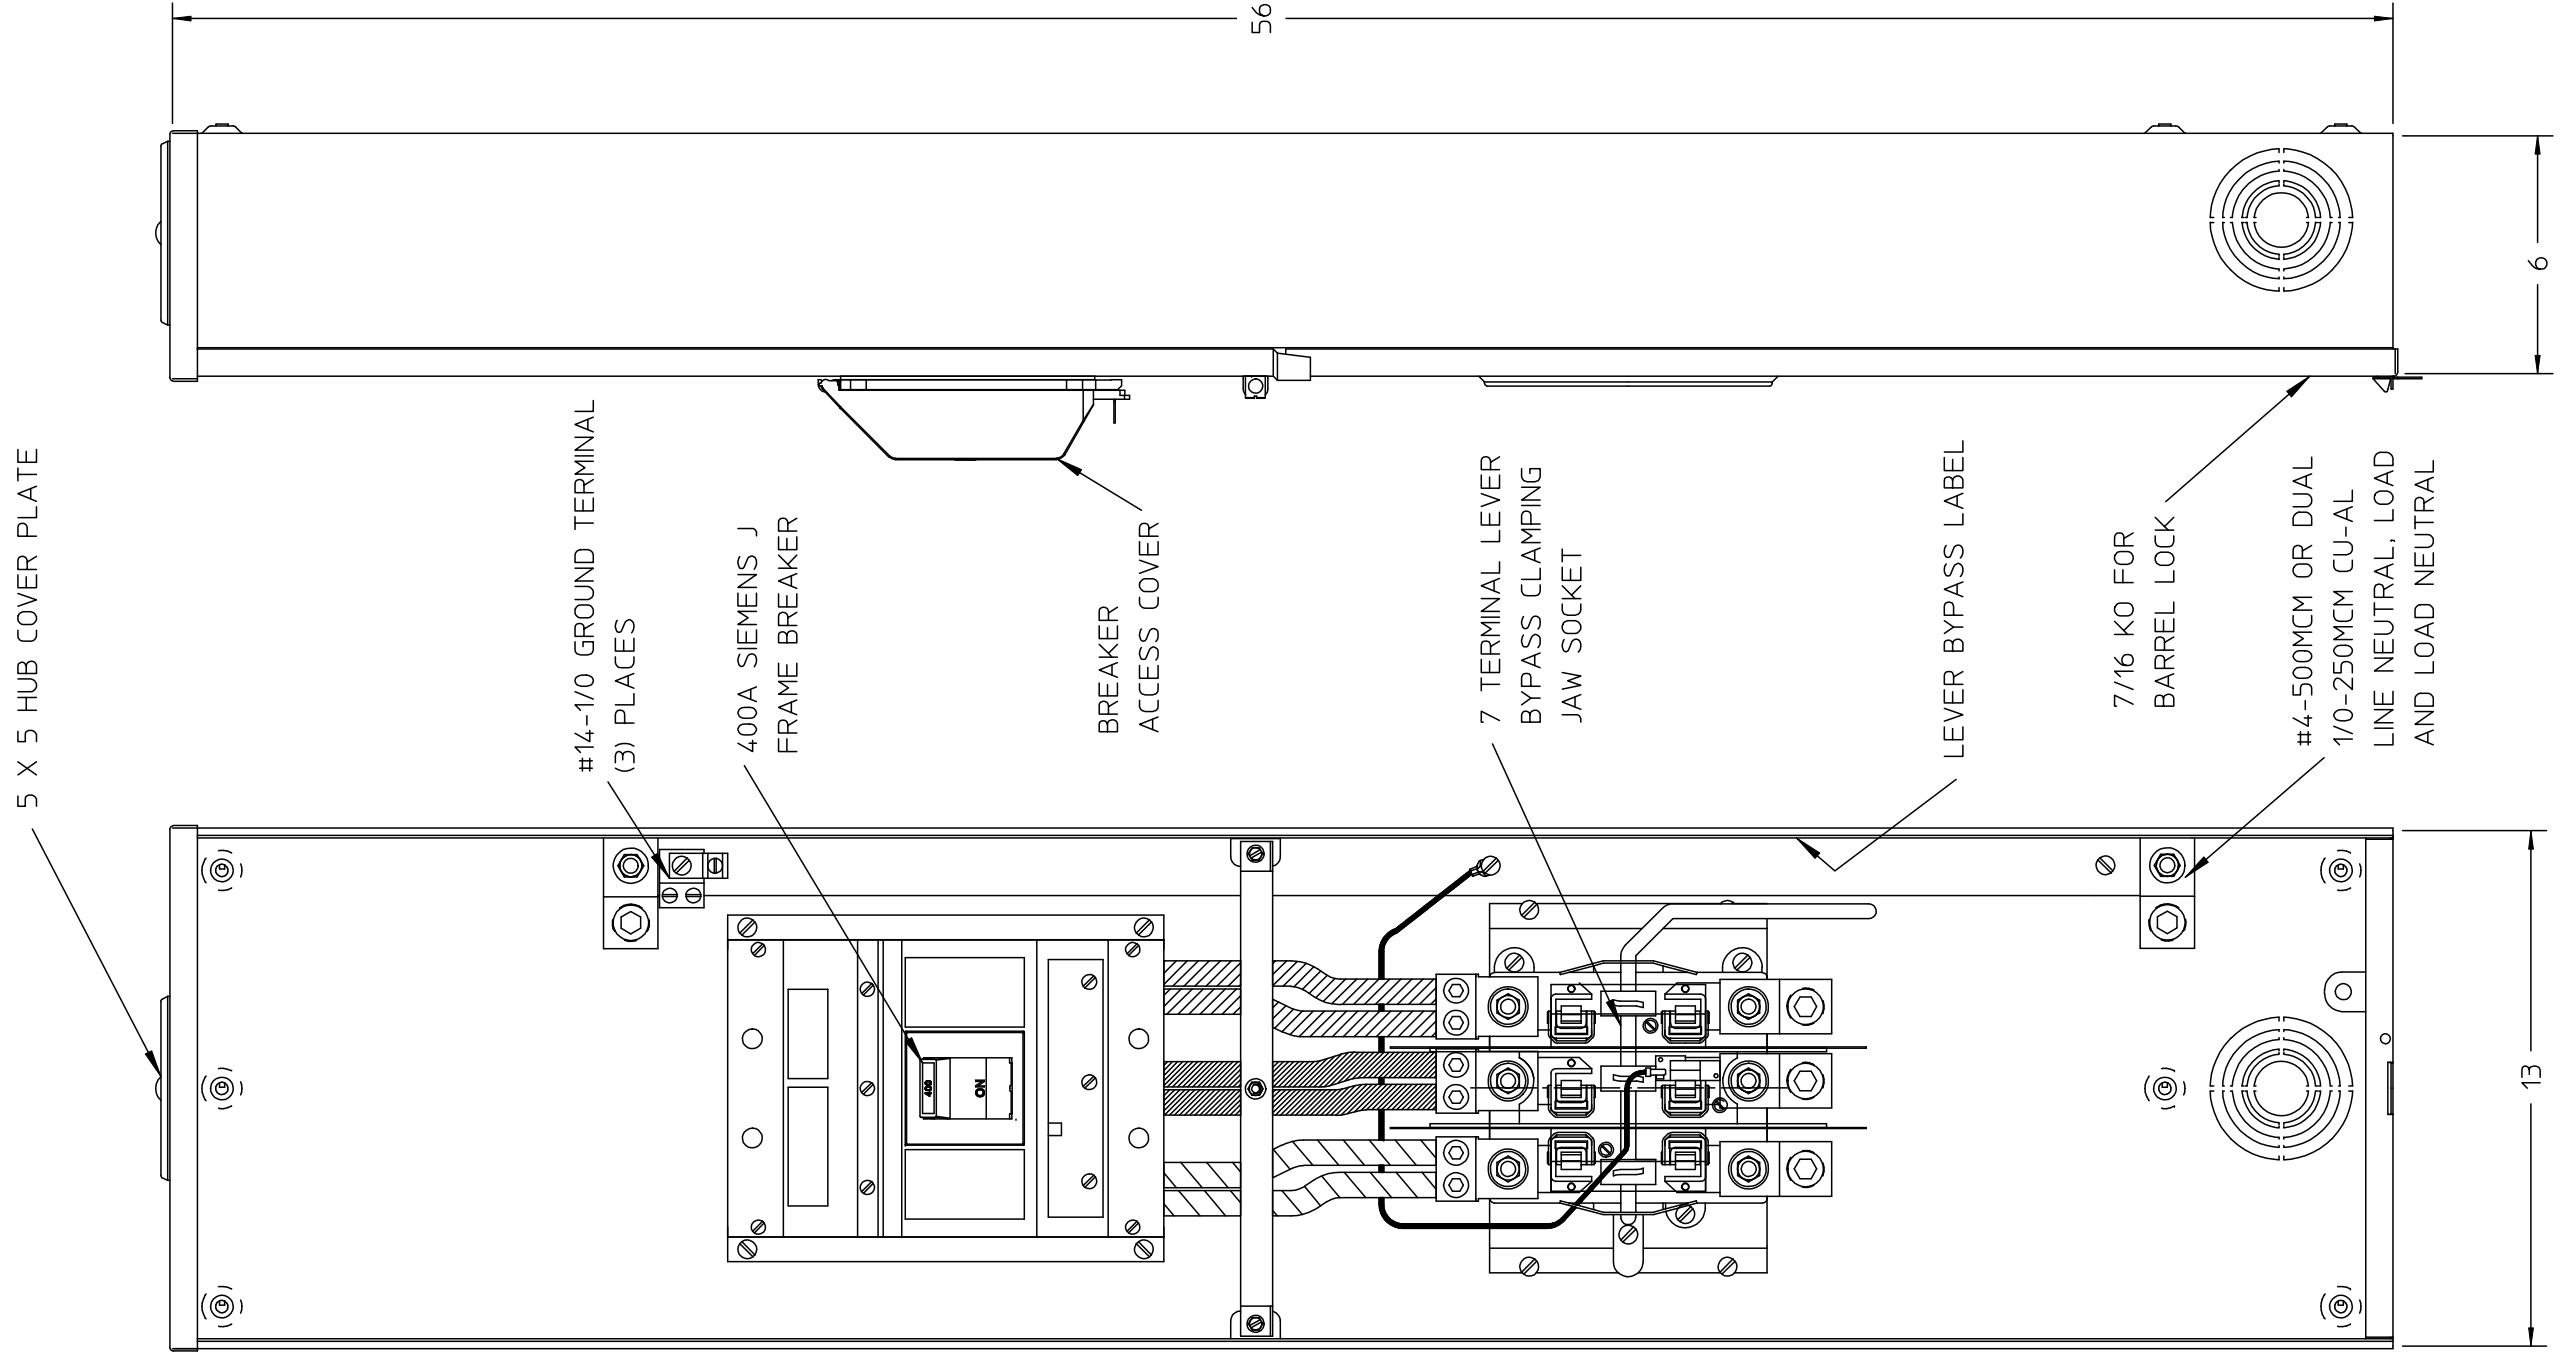 5 X 5 HUB COVER PLATE
#14-1/0 GROUND TERMINAL
(3) PLACES
400A SIEMENS J
FRAME BREAKER
BREAKER
ACCESS COVER
7 TERMINAL LEVER
BYPASS CLAMPING
JAW SOCKET
LEVER BYPASS LABEL
7/16 KO FOR
BARREL LOCK
#4-500MCM OR DUAL
1/0-250MCM CU-AL
LINE NEUTRAL, LOAD
AND LOAD NEUTRAL
56
6
13
400
ON